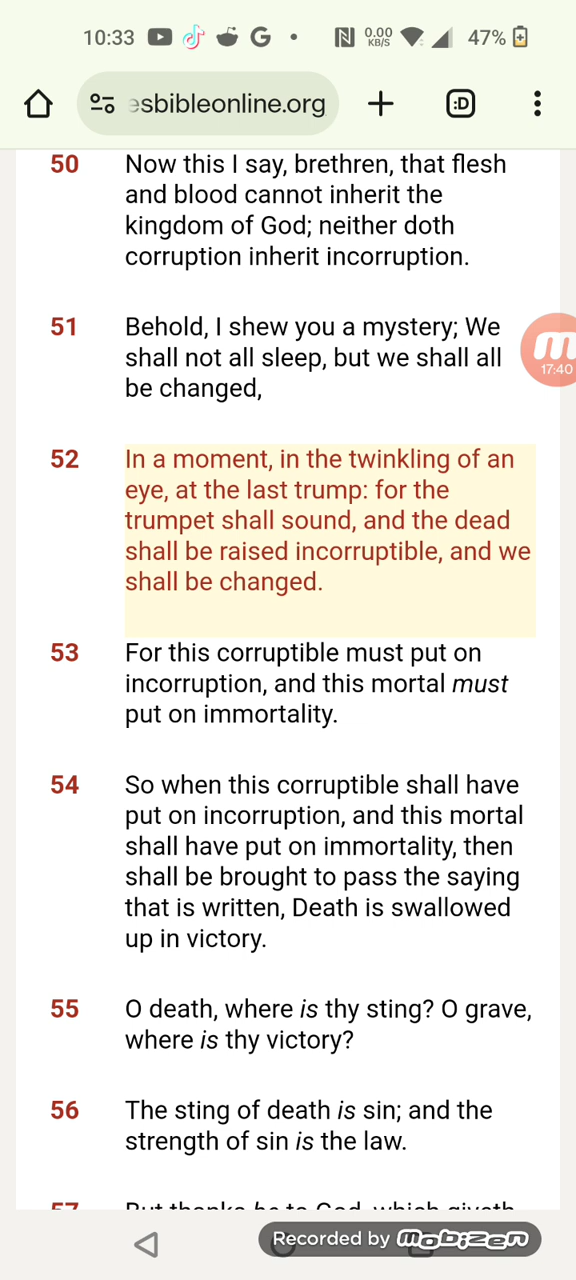 10:33
0.00
KB/S
47%
esbibleonline.org
:D
50 Now this I say, brethren, that flesh
and blood cannot inherit the
kingdom of God; neither doth
corruption inherit incorruption.
51 Behold, I shew you a mystery; We
shall not all sleep, but we shall all
be changed,
17:40
52 In a moment, in the twinkling of an
eye, at the last trump: for the
trumpet shall sound, and the dead
shall be raised incorruptible, and we
shall be changed.
53 For this corruptible must put on
incorruption, and this mortal must
put on immortality.
54 So when this corruptible shall have
put on incorruption, and this mortal
shall have put on immortality, then
shall be brought to pass the saying
that is written, Death is swallowed
up in victory.
55 O death, where is thy sting? O grave,
where is thy victory?
56 The sting of death is sin; and the
strength of sin is the law.
57 But thanks be to God, which giveth
Recorded by Mobizen